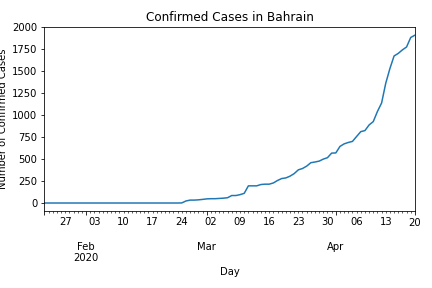 Confirmed Cases in Bahrain
Number of Confirmed Cases
2000
1750
1500
1250
1000
750
500
250
0
27 03 10 17 24 02 09 16 23 30 06 13 20
Feb Mar Apr
2020
Day